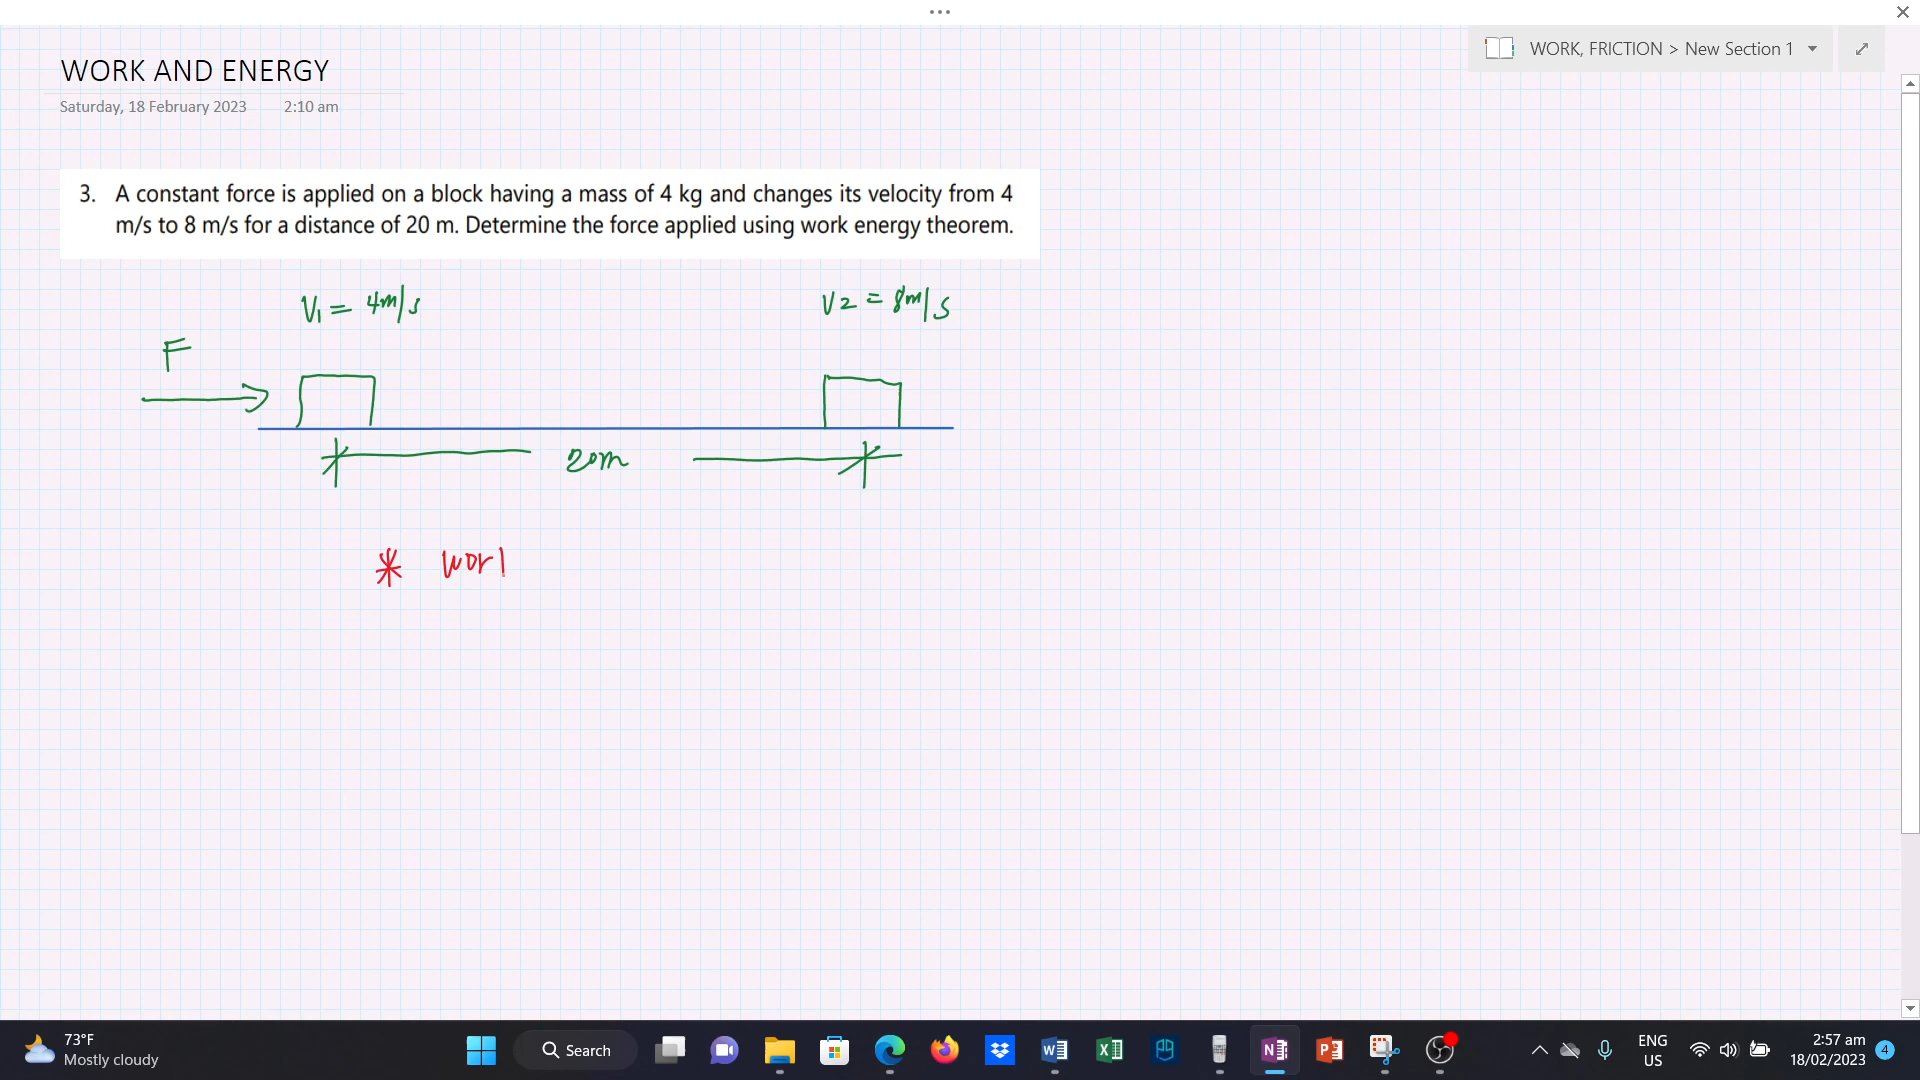 WORK, FRICTION > New Section 1
WORK AND ENERGY
Saturday, 18 February 2023 2:10 am
3. A constant force is applied on a block having a mass of 4 kg and changes its velocity from 4
m/s to 8 m/s for a distance of 20 m. Determine the force applied using work energy theorem.
V1 = 4m/s
V2 = 8m/s
F
20m
* worl
73°F
Mostly cloudy
Search
ENG
US
2:57 am
18/02/2023
4